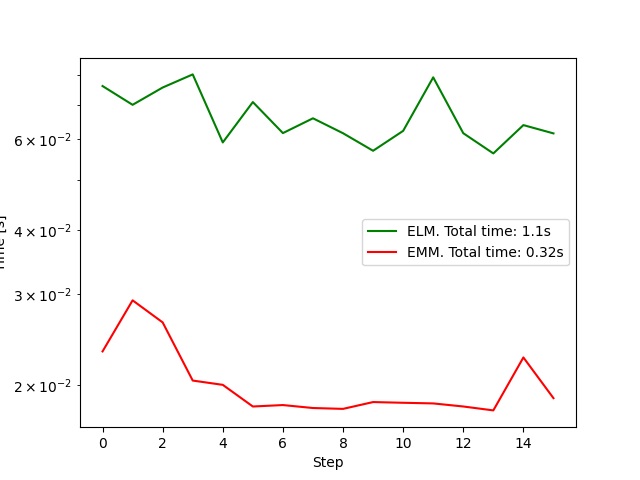 6 × 10⁻²
4 × 10⁻²
3 × 10⁻²
2 × 10⁻²
Time [s]
ELM. Total time: 1.1s
EMM. Total time: 0.32s
0 2 4 6 8 10 12 14
Step